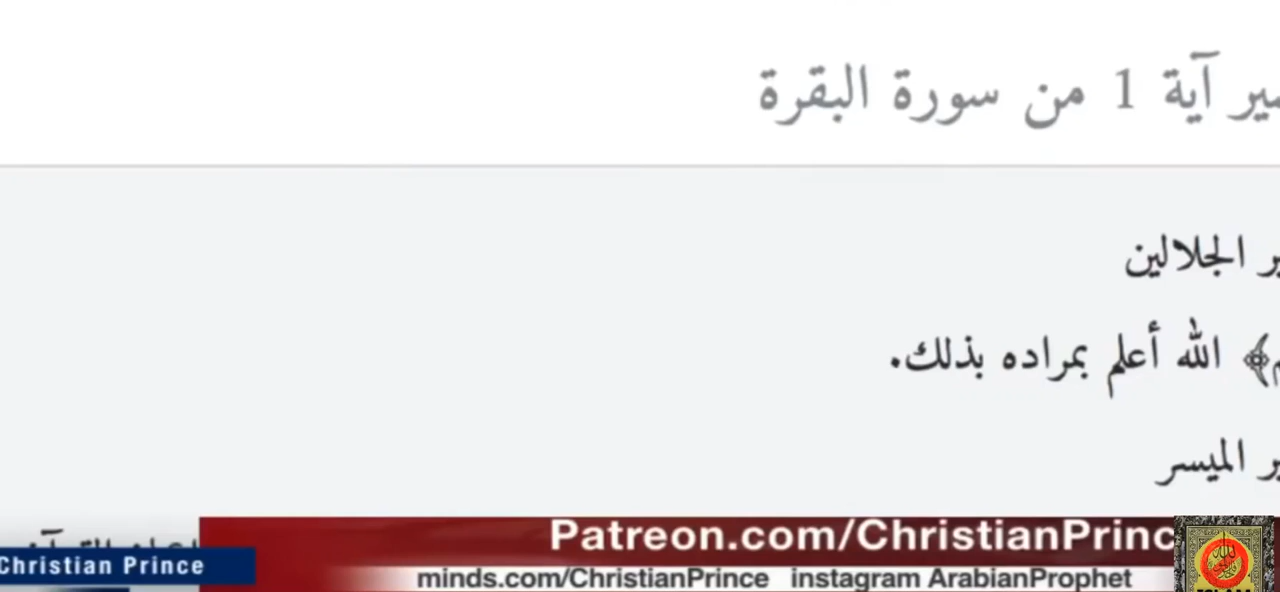 آية 1 من سورة البقرة
الجلالين
الله أعلم بمراده بذلك.
الميسر
Patreon.com/ChristianPrinc
Christian Prince
minds.com/ChristianPrince instagram ArabianProphet